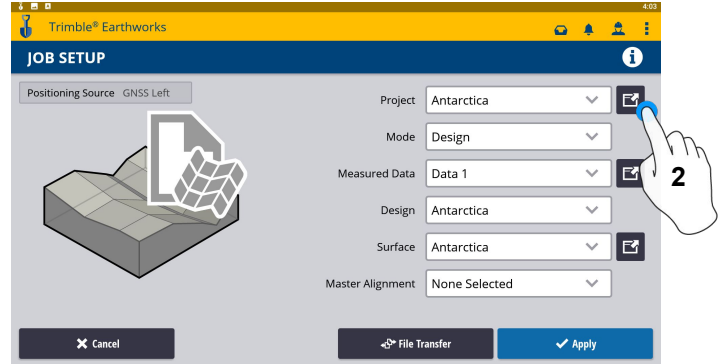 4:03
Trimble® Earthworks
JOB SETUP
Positioning Source GNSS Left
Project Antarctica
Mode Design
Measured Data Data 1
2
Design Antarctica
Surface Antarctica
Master Alignment None Selected
Cancel
File Transfer
Apply